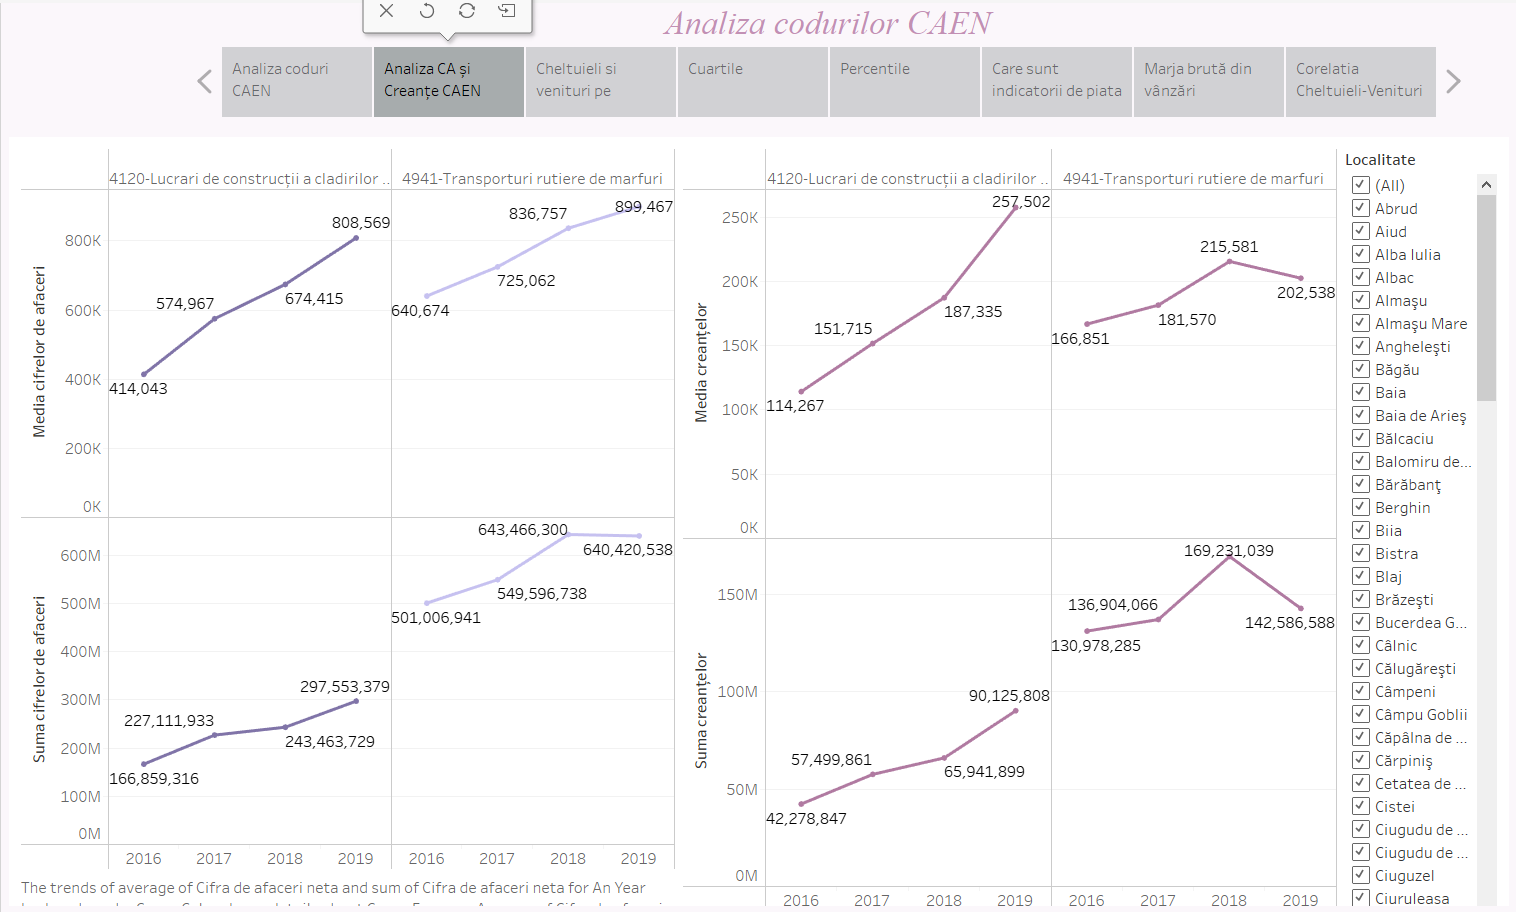 Analiza codurilor CAEN
Analiza coduri
CAEN
Analiza CA și
Creanțe CAEN
Cheltuieli si
venituri pe
Cuartile
Percentile
Care sunt
indicatorii de piata
Marja brută din
vânzări
Corelatia
Cheltuieli-Venituri
4120-Lucrari de construcții a cladirilor ..
4941-Transporturi rutiere de marfuri
Media cifrelor de afaceri
800K
600K
400K
200K
0K
414,043
574,967
674,415
808,569
640,674
725,062
836,757
899,467
Suma cifrelor de afaceri
600M
500M
400M
300M
200M
100M
0M
166,859,316
227,111,933
243,463,729
297,553,379
501,006,941
549,596,738
643,466,300
640,420,538
2016 2017 2018 2019 2016 2017 2018 2019
The trends of average of Cifra de afaceri neta and sum of Cifra de afaceri neta for An Year
4120-Lucrari de construcții a cladirilor ..
4941-Transporturi rutiere de marfuri
Media creanțelor
250K
200K
150K
100K
50K
0K
114,267
151,715
187,335
257,502
166,851
181,570
215,581
202,538
Suma creanțelor
150M
100M
50M
0M
42,278,847
57,499,861
65,941,899
90,125,808
130,978,285
136,904,066
169,231,039
142,586,588
2016 2017 2018 2019 2016 2017 2018 2019
Localitate
(All)
Abrud
Aiud
Alba Iulia
Albac
Almaşu
Almaşu Mare
Angheleşti
Băgău
Baia
Baia de Arieş
Bălcaciu
Balomiru de...
Bărăbanţ
Berghin
Biia
Bistra
Blaj
Brăzeşti
Bucerdea G...
Câlnic
Călugăreşti
Câmpeni
Câmpu Goblii
Căpâlna de ...
Cărpiniş
Cetatea de ...
Cistei
Ciugudu de ...
Ciugudu de ...
Ciuguzel
Ciuruleasa